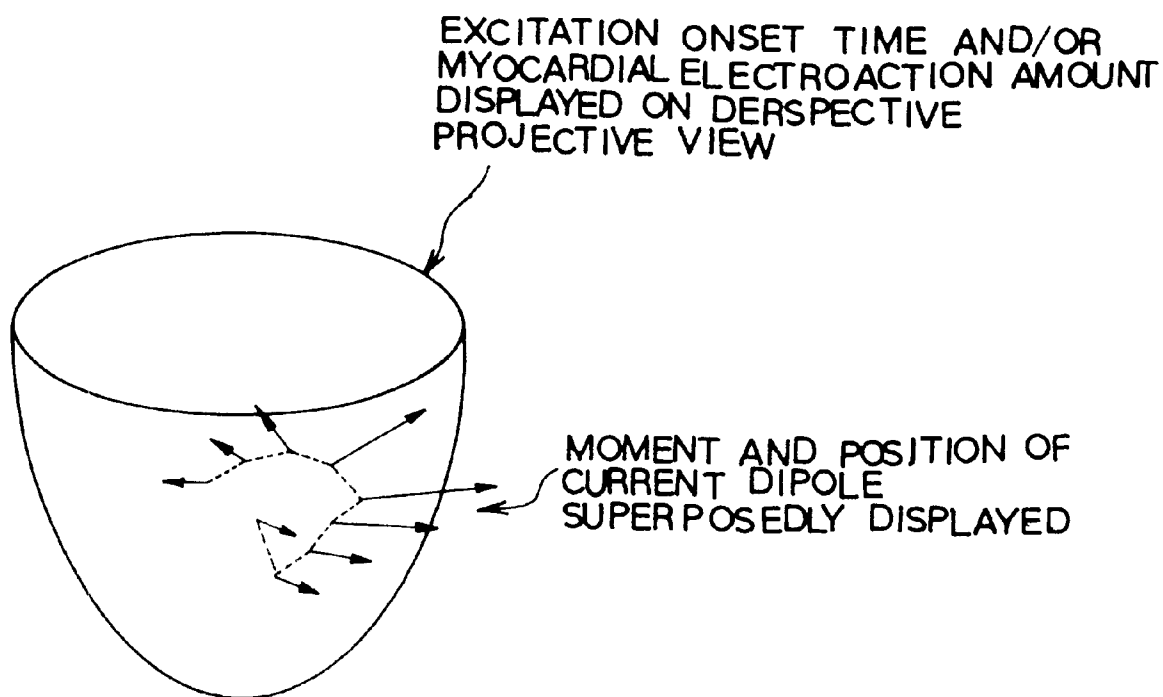 EXCITATION ONSET TIME AND/OR
MYOCARDIAL ELECTROACTION AMOUNT
DISPLAYED ON DERSPECTIVE
PROJECTIVE VIEW
MOMENT AND POSITION OF
CURRENT DIPOLE
SUPERPOSEDLY DISPLAYED